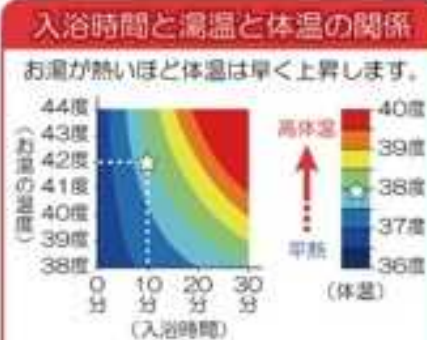 入浴時間と湯温と体温の関係
お湯が熱いほど体温は早く上昇します。
44度
43度
42度
41度
40度
39度
38度
（お湯の温度）
0分
10分
20分
30分
（入浴時間）
高体温
平熱
40度
39度
38度
37度
36度
（体温）